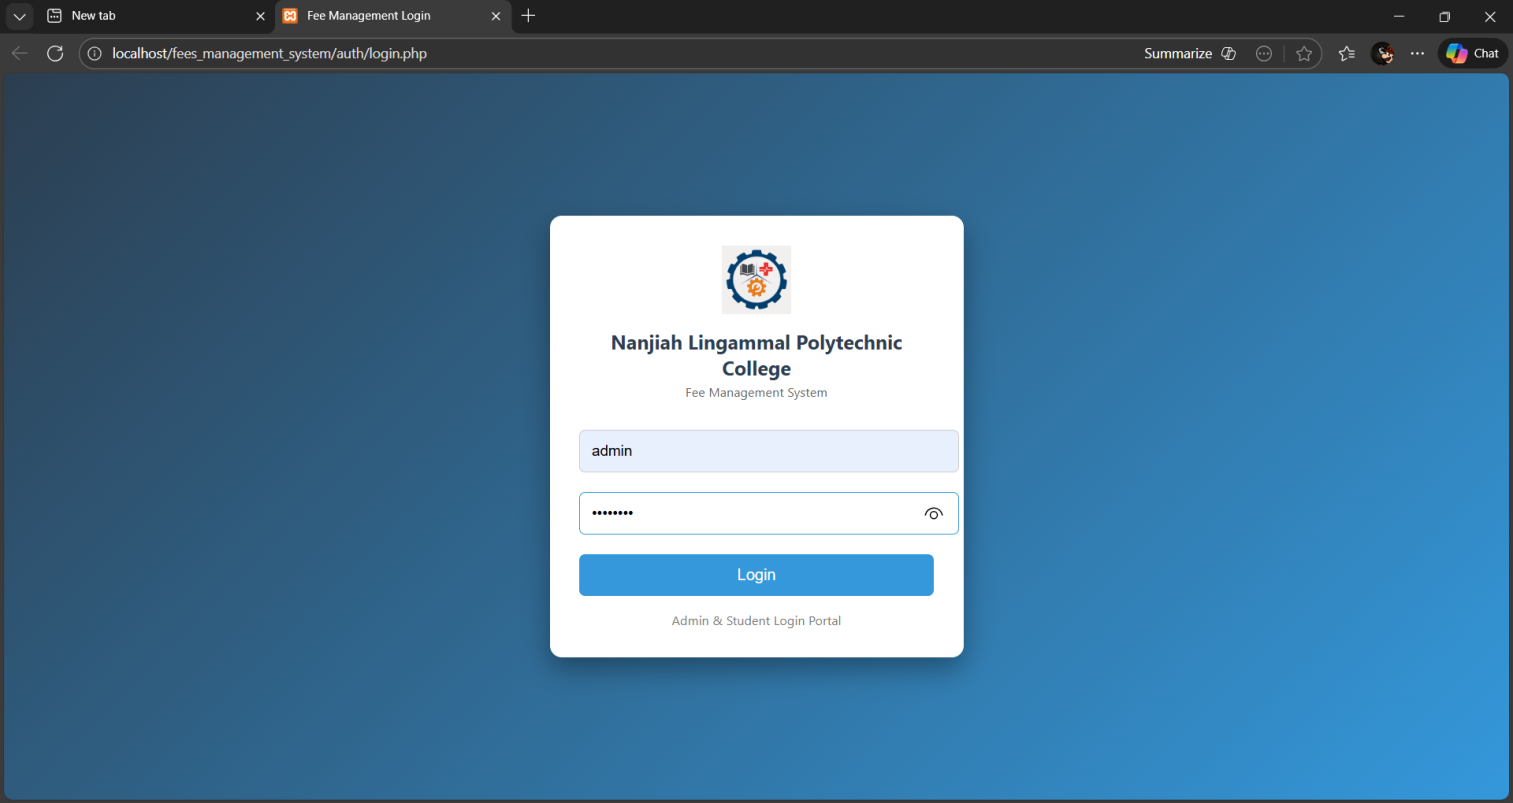 New tab
Fee Management Login
localhost/fees_management_system/auth/login.php
Summarize
Chat
Nanjiah Lingammal Polytechnic
College
Fee Management System
admin
••••••••
Login
Admin & Student Login Portal